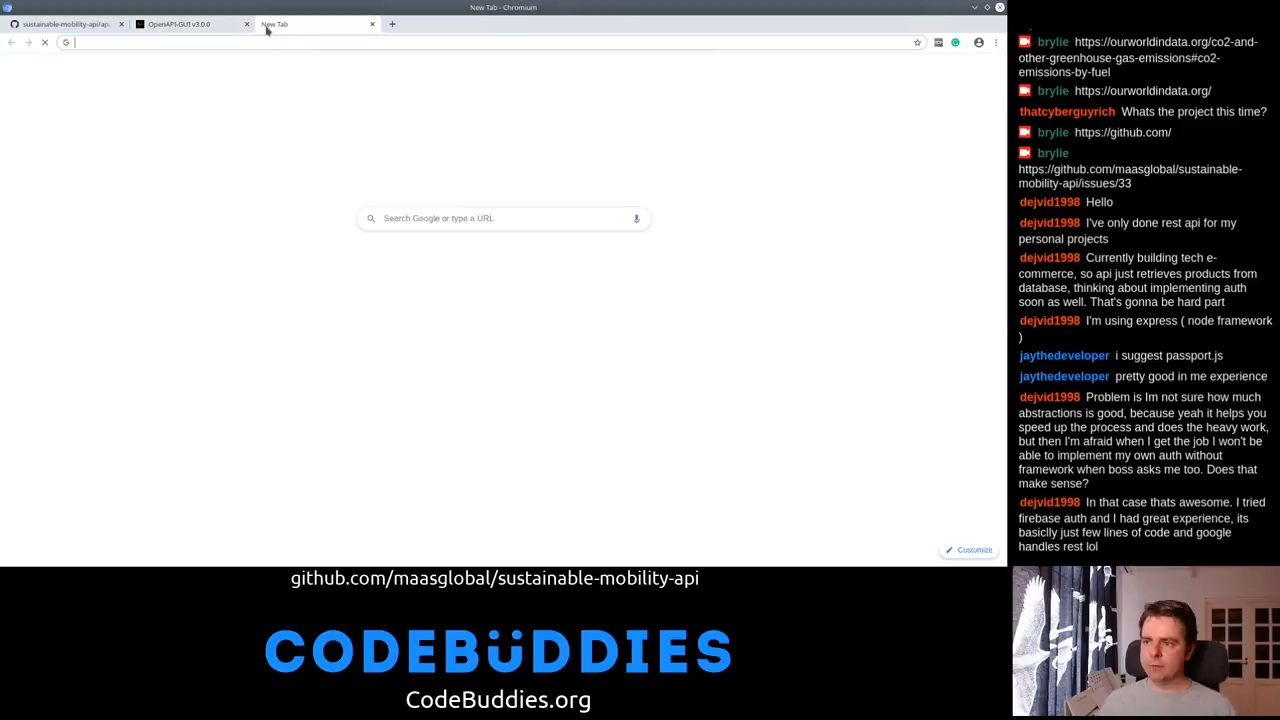 New Tab - Chromium
sustainable-mobility-api/ap
OpenAPI-GUI v3.0.0
New Tab
Search Google or type a URL
Customize
brylie https://ourworldindata.org/co2-and-
other-greenhouse-gas-emissions#co2-
emissions-by-fuel
brylie https://ourworldindata.org/
thatcyberguyrich Whats the project this time?
brylie https://github.com/
brylie
https://github.com/maasglobal/sustainable-
mobility-api/issues/33
dejvid1998 Hello
dejvid1998 I've only done rest api for my
personal projects
dejvid1998 Currently building tech e-
commerce, so api just retrieves products from
database, thinking about implementing auth
soon as well. That's gonna be hard part
dejvid1998 I'm using express ( node framework
)
jaythedeveloper i suggest passport.js
jaythedeveloper pretty good in me experience
dejvid1998 Problem is Im not sure how much
abstractions is good, because yeah it helps you
speed up the process and does the heavy work,
but then I'm afraid when I get the job I won't be
able to implement my own auth without
framework when boss asks me too. Does that
make sense?
dejvid1998 In that case thats awesome. I tried
firebase auth and I had great experience, its
basiclly just few lines of code and google
handles rest lol
github.com/maasglobal/sustainable-mobility-api
CODEBÜDDIES
CodeBuddies.org